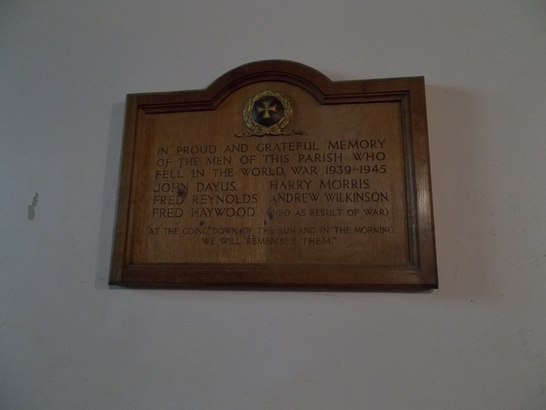 IN PROUD AND GRATEFUL MEMORY
OF THE MEN OF THIS PARISH WHO
FELL IN THE WORLD WAR 1939-1945.
JOHN DAYUS. HARRY MORRIS.
FRED REYNOLDS. ANDREW WILKINSON
FRED HAYWOOD. (DIED AS RESULT OF WAR)
"AT THE GOING DOWN OF THE SUN AND IN THE MORNING
WE WILL REMEMBER THEM."